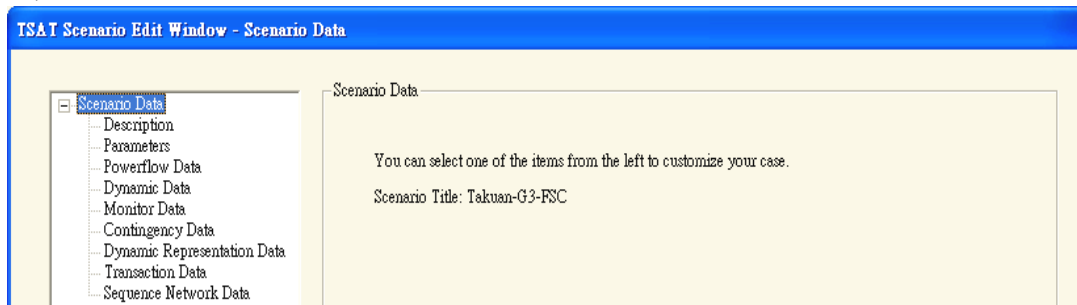 TSAT Scenario Edit Window - Scenario Data
Scenario Data
Description
Parameters
Powerflow Data
Dynamic Data
Monitor Data
Contingency Data
Dynamic Representation Data
Transaction Data
Sequence Network Data
Scenario Data
You can select one of the items from the left to customize your case.
Scenario Title: Takuan-G3-FSC